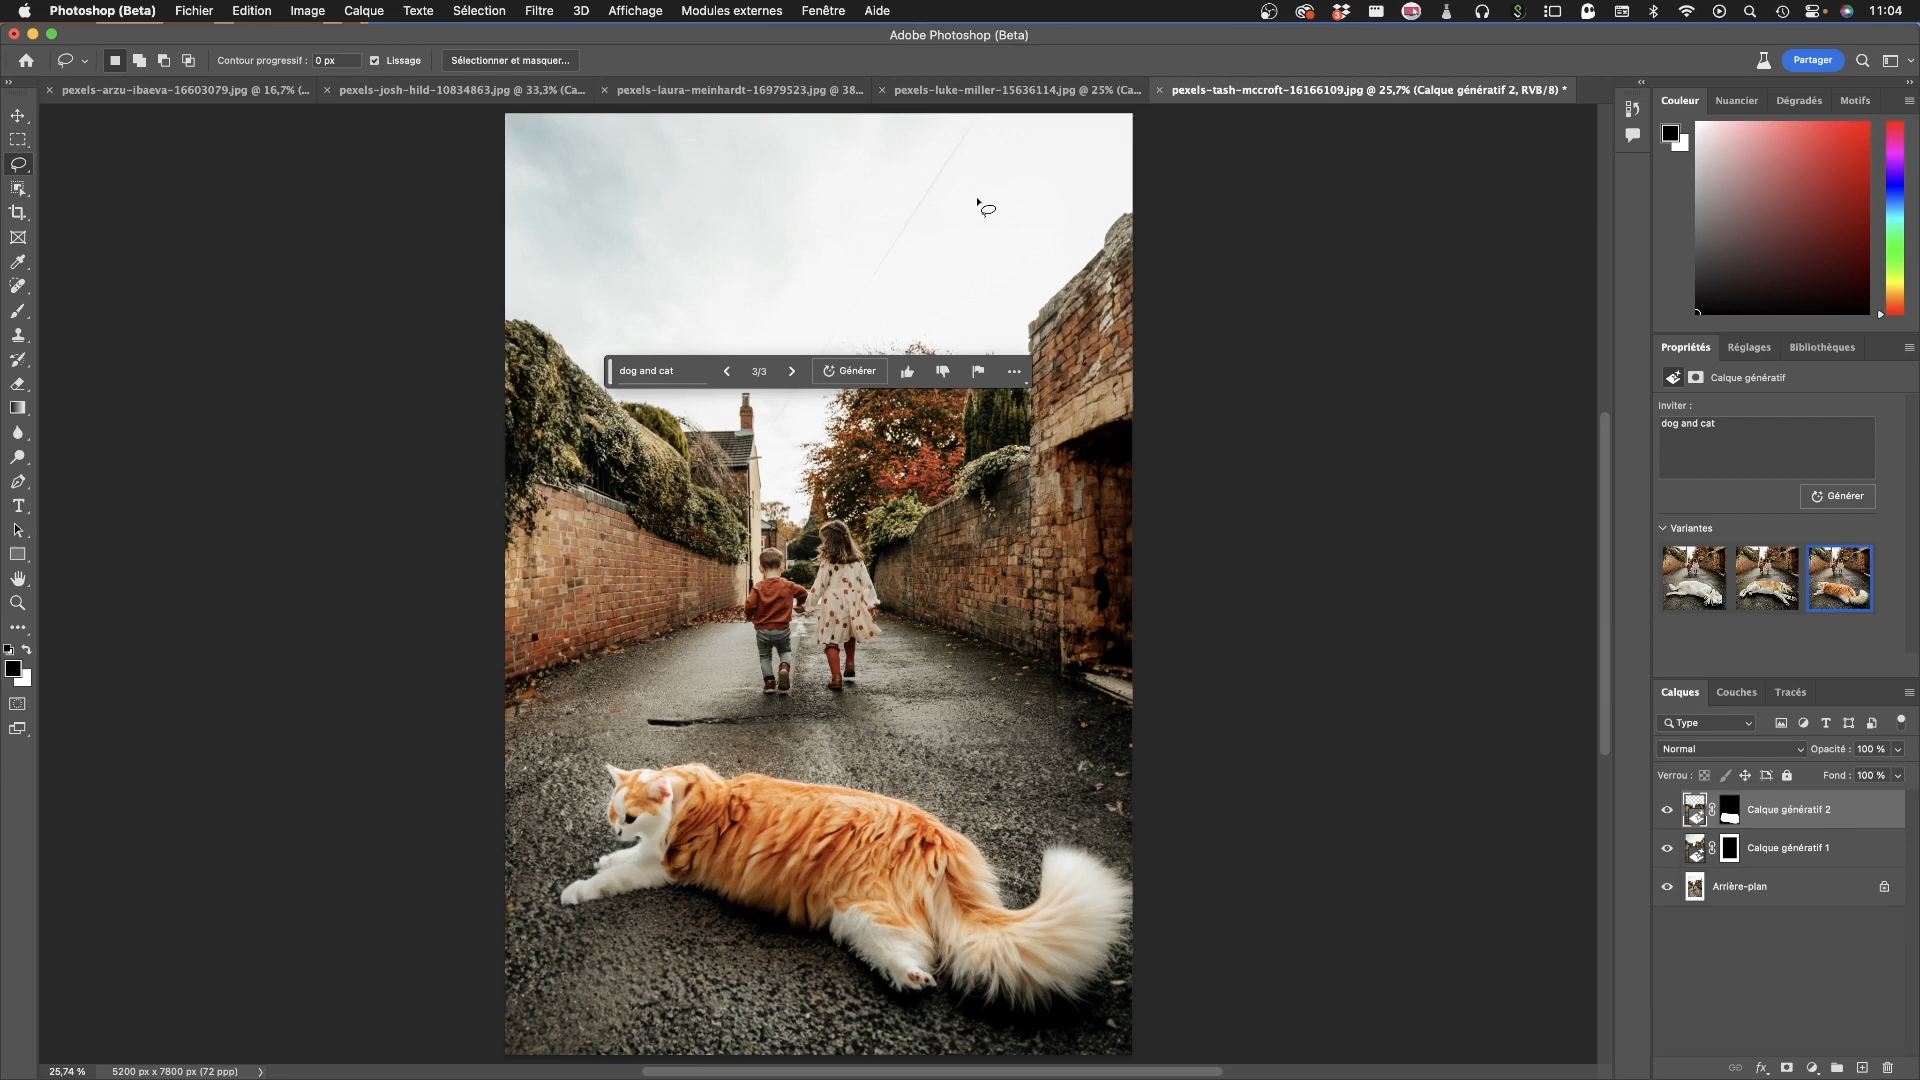 Photoshop (Beta) Fichier Edition Image Calque Texte Sélection Filtre 3D Affichage Modules externes Fenêtre Aide 3 11:04
Adobe Photoshop (Beta)
Contour progressif : 0 px Lissage Sélectionner et masquer... Partager
pexels-arzu-ibaeva-16603079.jpg @ 16,7% (... pexels-josh-hild-10834863.jpg @ 33,3% (Ca... pexels-laura-meinhardt-16979523.jpg @ 38... pexels-luke-miller-15636114.jpg @ 25% (Ca... pexels-tash-mccroft-16166109.jpg @ 25,7% (Calque génératif 2, RVB/8) *
Couleur Nuancier Dégradés Motifs
Propriétés Réglages Bibliothèques
dog and cat 3/3 Générer
Calque génératif
Inviter :
dog and cat
Générer
Variantes
Calques Couches Tracés
Type
Normal Opacité : 100 %
Verrou : Fond : 100 %
Calque génératif 2
Calque génératif 1
Arrière-plan
25,74 % 5200 px x 7800 px (72 ppp)
fx